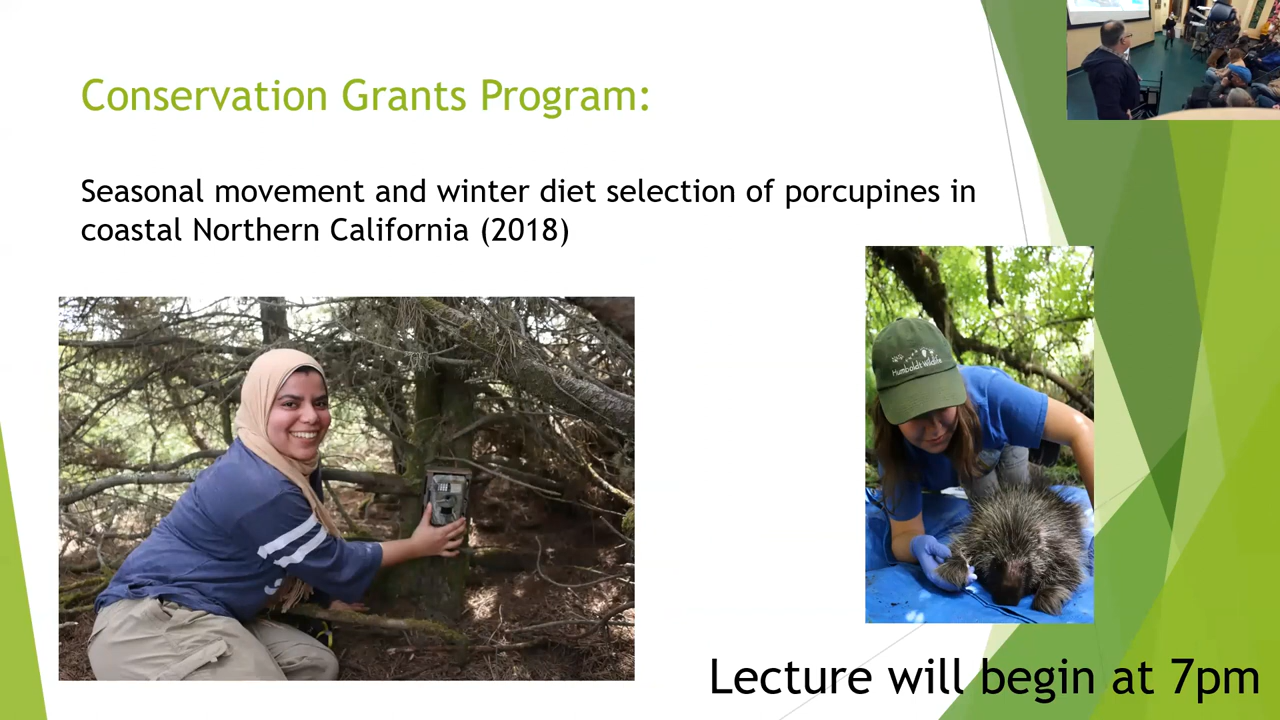 Conservation Grants Program:
Seasonal movement and winter diet selection of porcupines in
coastal Northern California (2018)
Humboldt Wildlife
Lecture will begin at 7pm